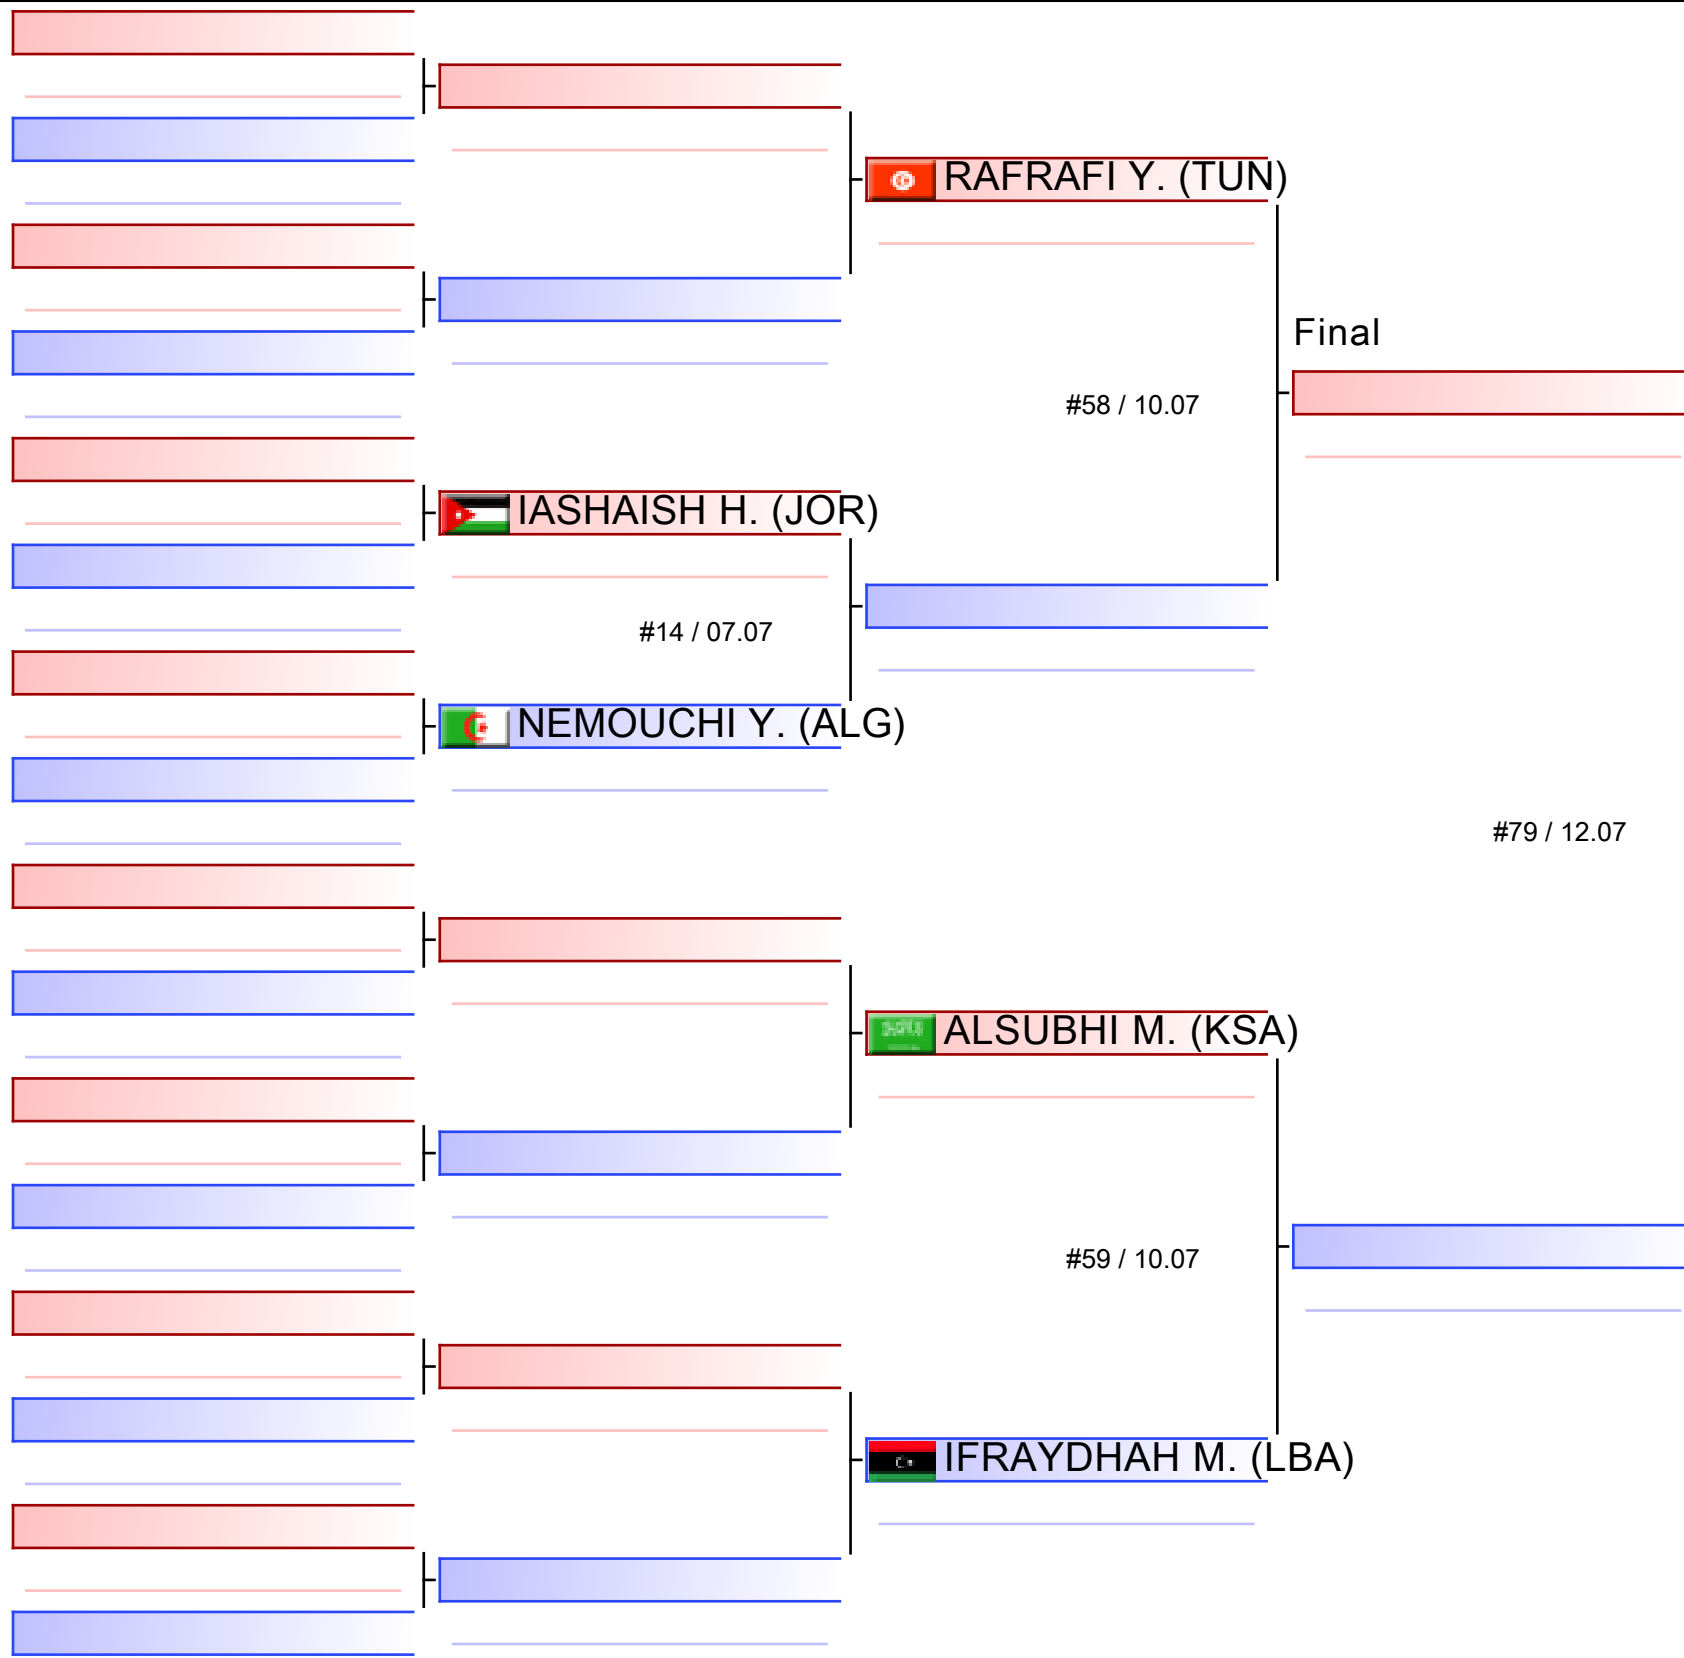 RAFRAFI Y. (TUN)
Final
#58 / 10.07
IASHAISH H. (JOR)
#14 / 07.07
NEMOUCHI Y. (ALG)
#79 / 12.07
ALSUBHI M. (KSA)
#59 / 10.07
IFRAYDHAH M. (LBA)